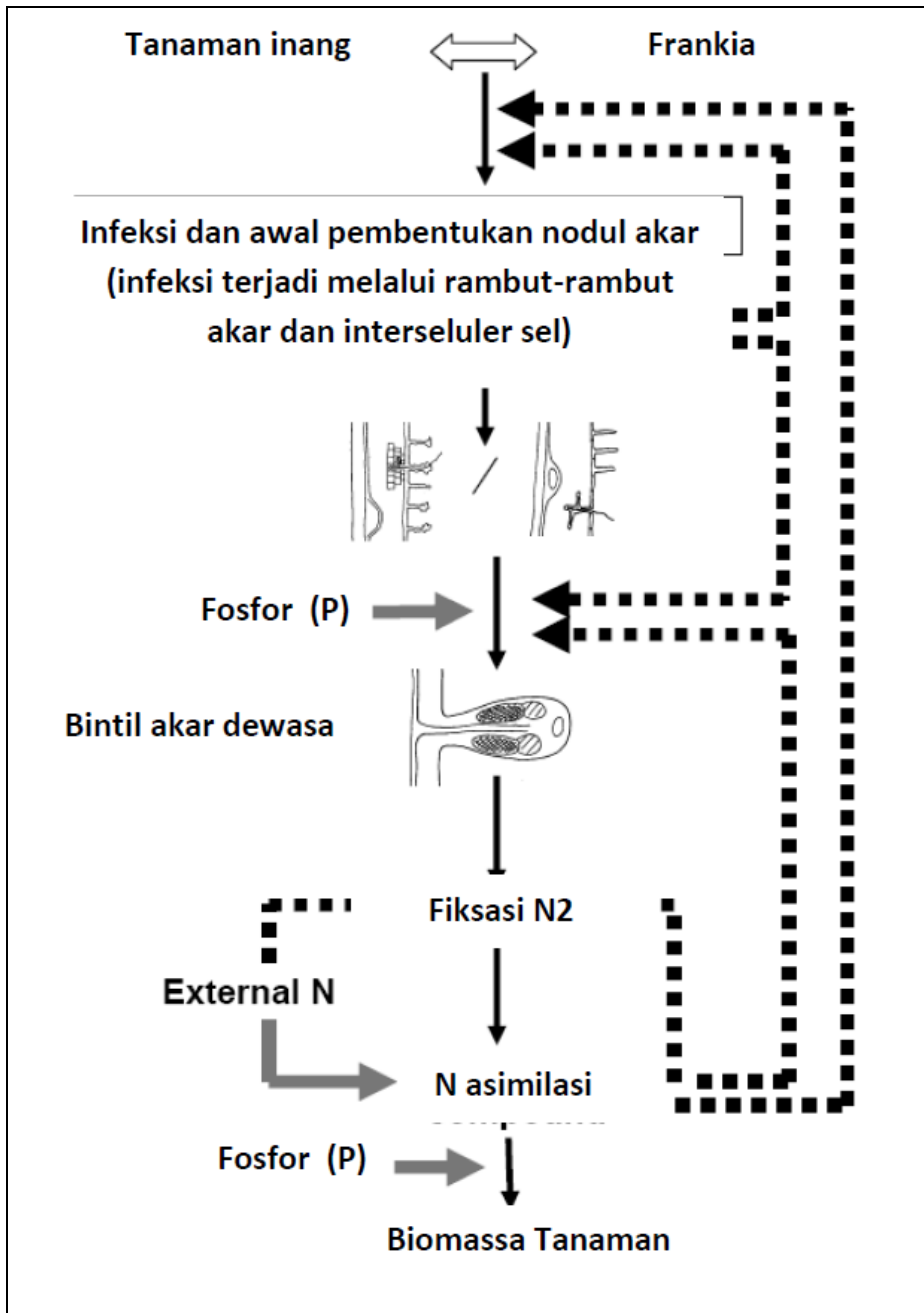 Tanaman inang
Frankia
Infeksi dan awal pembentukan nodul akar
(infeksi terjadi melalui rambut-rambut
akar dan interseluler sel)
Fosfor (P)
Bintil akar dewasa
Fiksasi N2
External N
N asimilasi
Fosfor (P)
Biomassa Tanaman